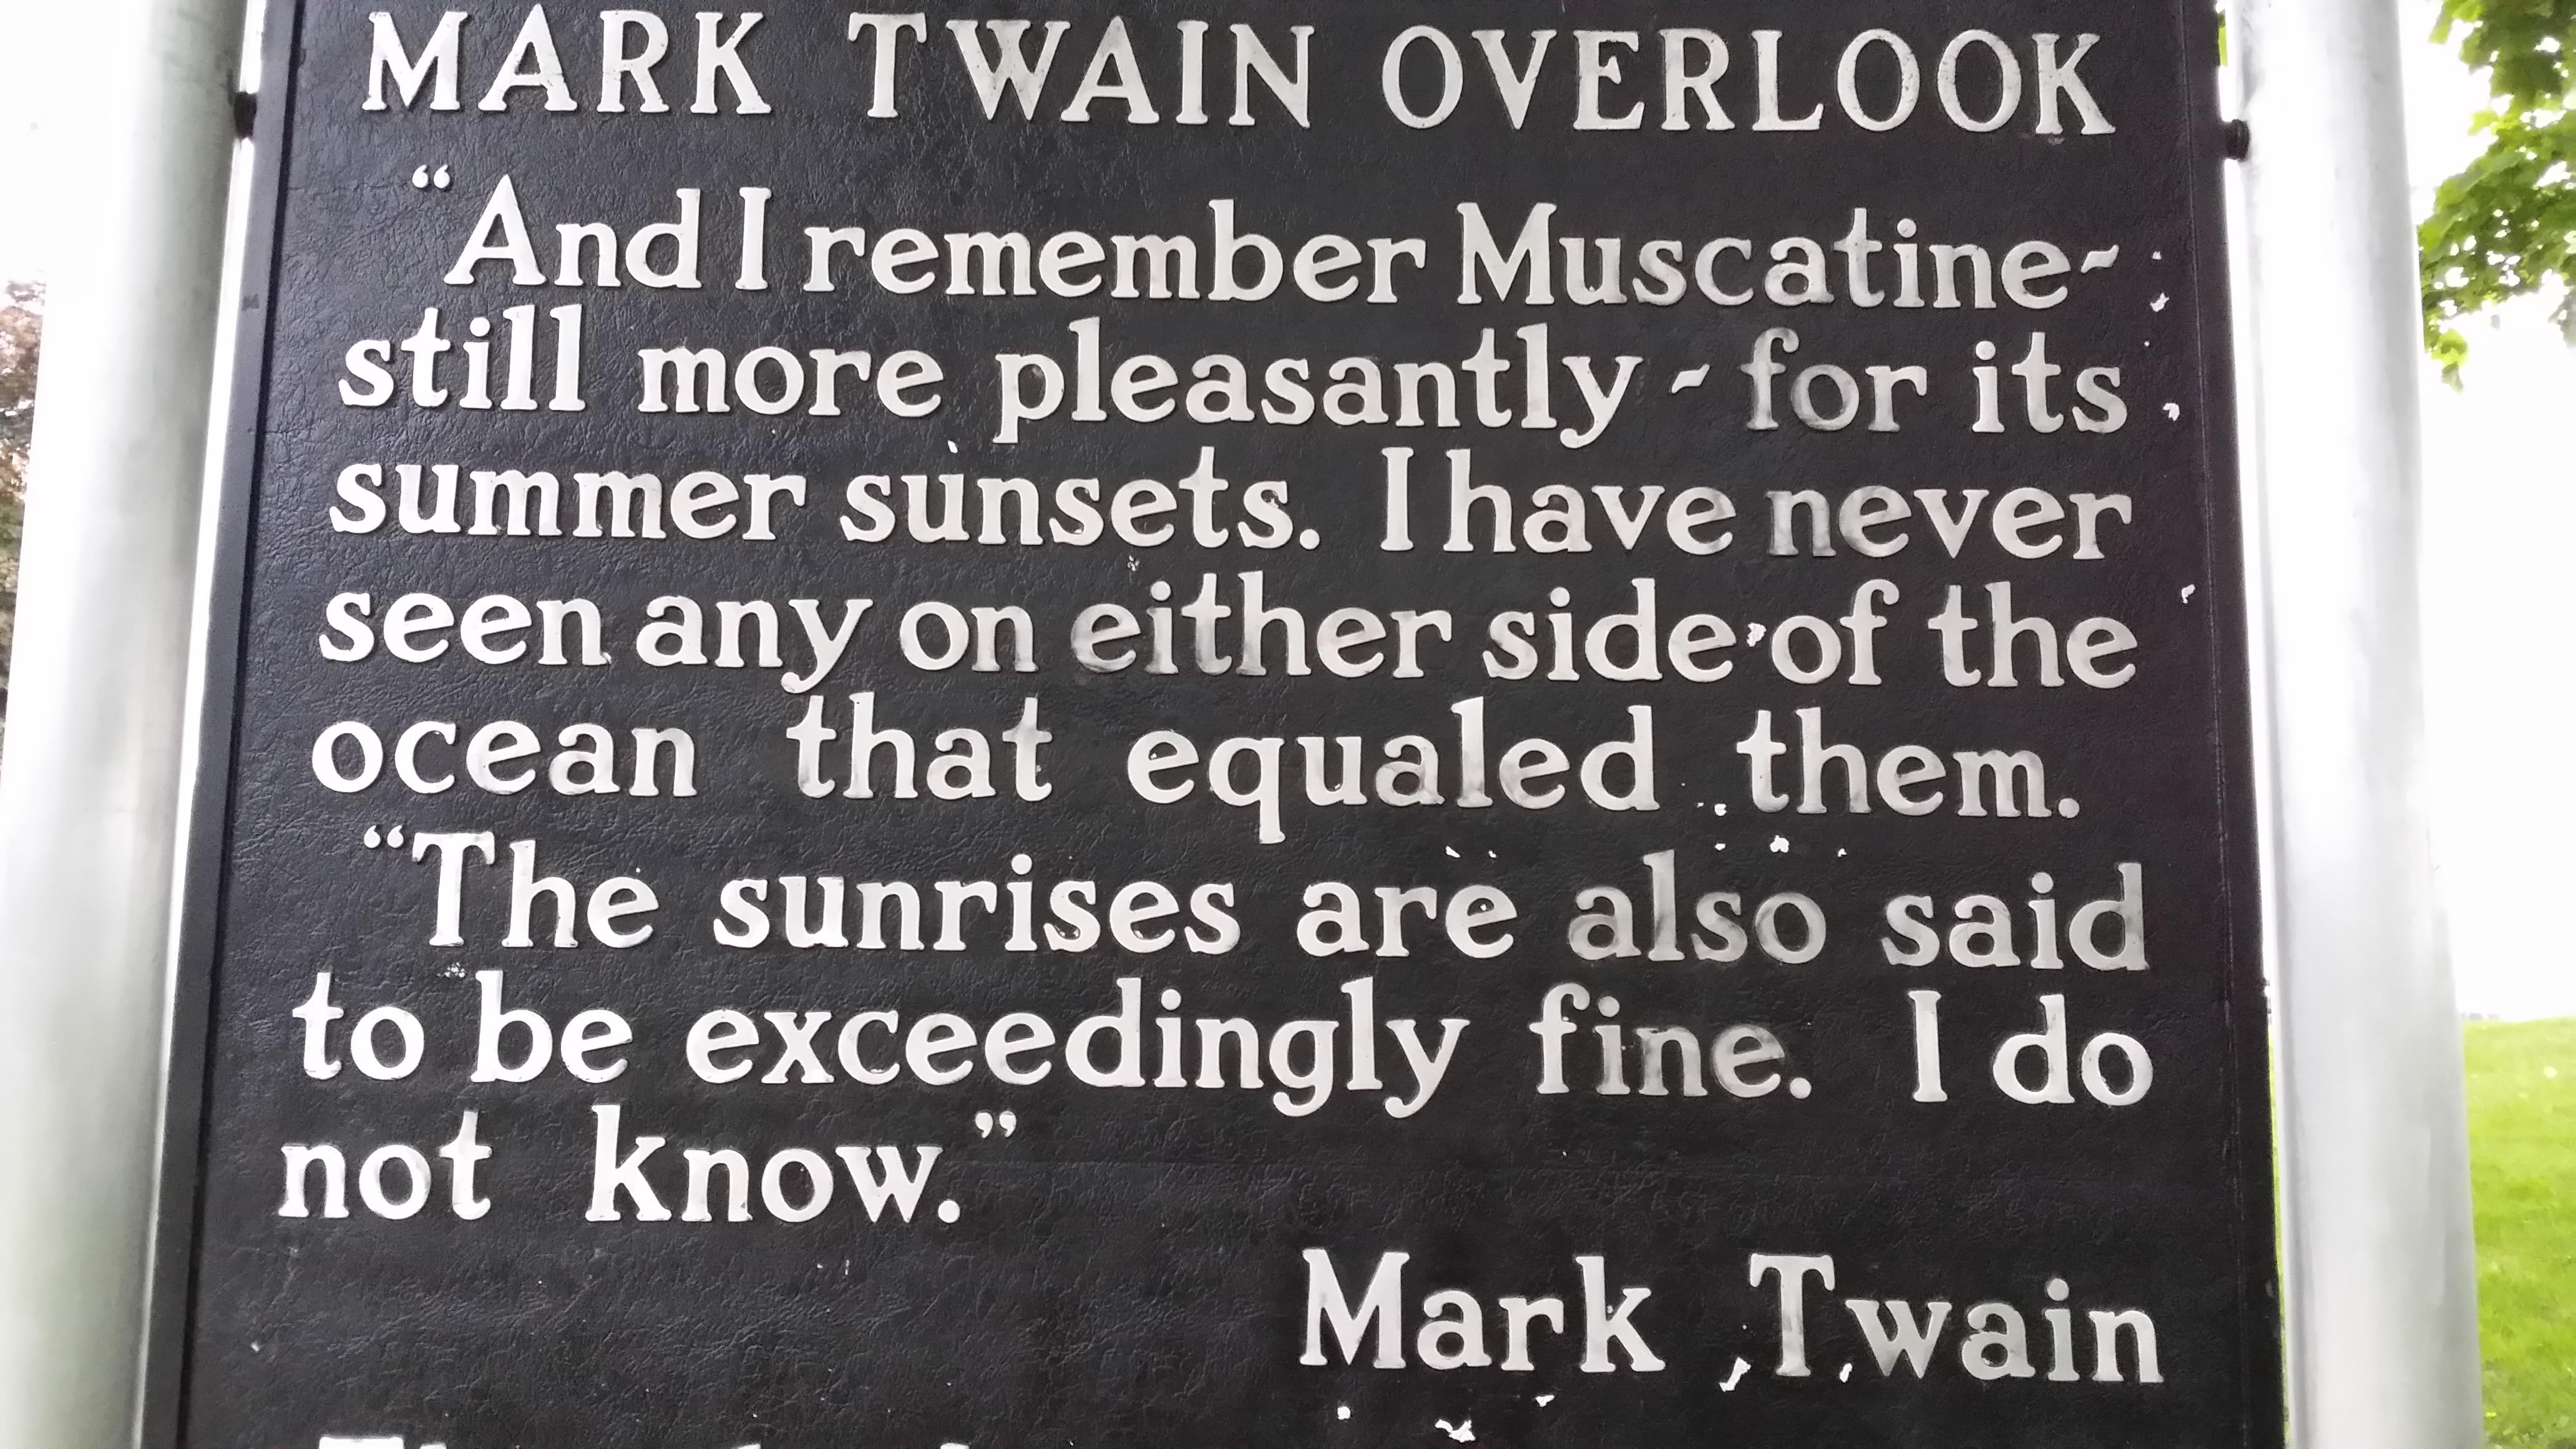 MARK TWAIN OVERLOOK
“And I remember Muscatine-
still more pleasantly - for its
summer sunsets. I have never
seen any on either side of the
ocean that equaled them.
“The sunrises are also said
to be exceedingly fine. I do
not know.”
Mark Twain